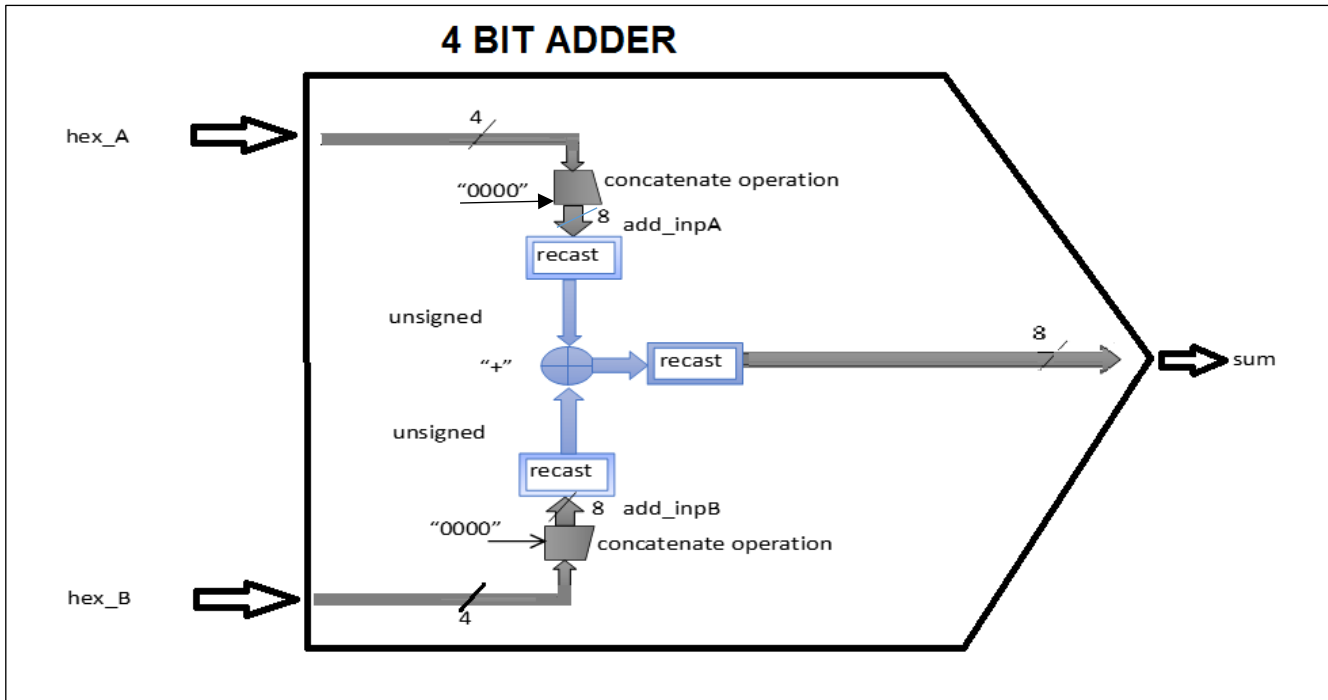 4 BIT ADDER
hex_A
4
“0000”
concatenate operation
8
add_inpA
recast
unsigned
“+”
recast
8
sum
unsigned
recast
8
add_inpB
“0000”
concatenate operation
hex_B
4